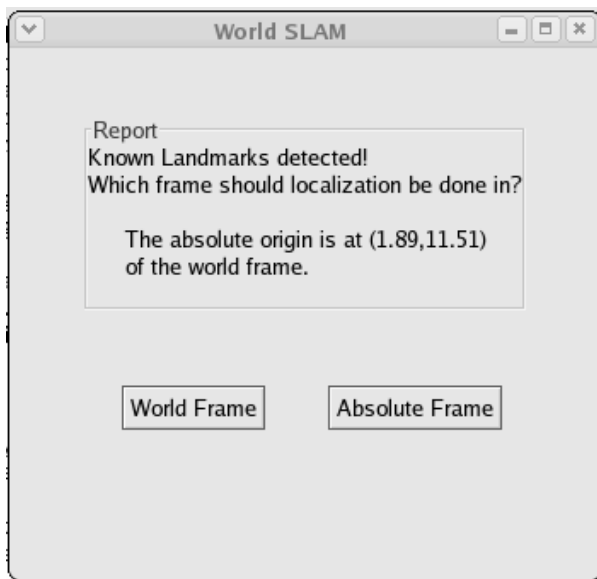 World SLAM
Report
Known Landmarks detected!
Which frame should localization be done in?
The absolute origin is at (1.89,11.51)
of the world frame.
World Frame
Absolute Frame